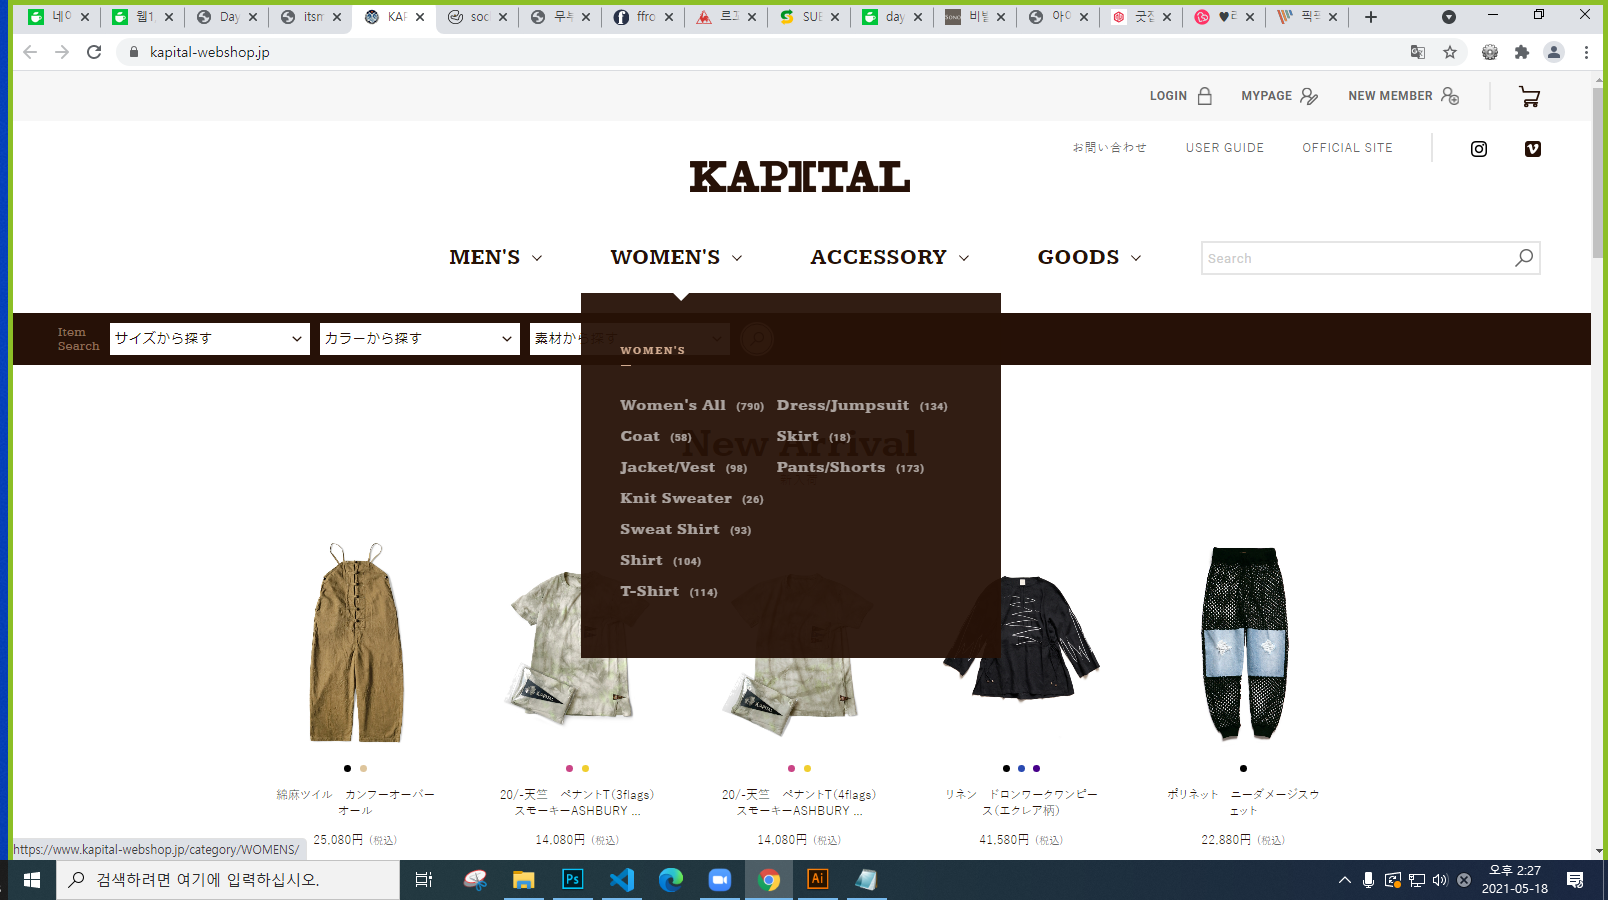 네이
웹1
Day
itsm
KAP
soc
무부
ffro
르꼬
SUE
day
비벌
아이
굿즈
픽픽
kapital-webshop.jp
LOGIN
MYPAGE
NEW MEMBER
お問い合わせ
USER GUIDE
OFFICIAL SITE
KAPITAL
MEN'S
WOMEN'S
ACCESSORY
GOODS
Search
Item
Search
サイズから探す
カラーから探す
素材から探す
WOMEN'S
Women's All (790) Dress/Jumpsuit (134)
Coat (58) Skirt (18)
Jacket/Vest (98) Pants/Shorts (173)
Knit Sweater (26)
Sweat Shirt (93)
Shirt (104)
T-Shirt (114)
New Arrival
綿麻ツイル カンフーオーバー
オール
25,080円 (税込)
20/-天竺 ペナントT(3flags)
スモーキーASHBURY ...
14,080円 (税込)
20/-天竺 ペナントT(4flags)
スモーキーASHBURY ...
14,080円 (税込)
リネン ドロンワークワンピー
ス(エクレア柄)
41,580円 (税込)
ポリネット ニーダメージスウ
ェット
22,880円 (税込)
https://www.kapital-webshop.jp/category/WOMENS/
검색하려면 여기에 입력하십시오.
Ps
Ai
오후 2:27
2021-05-18